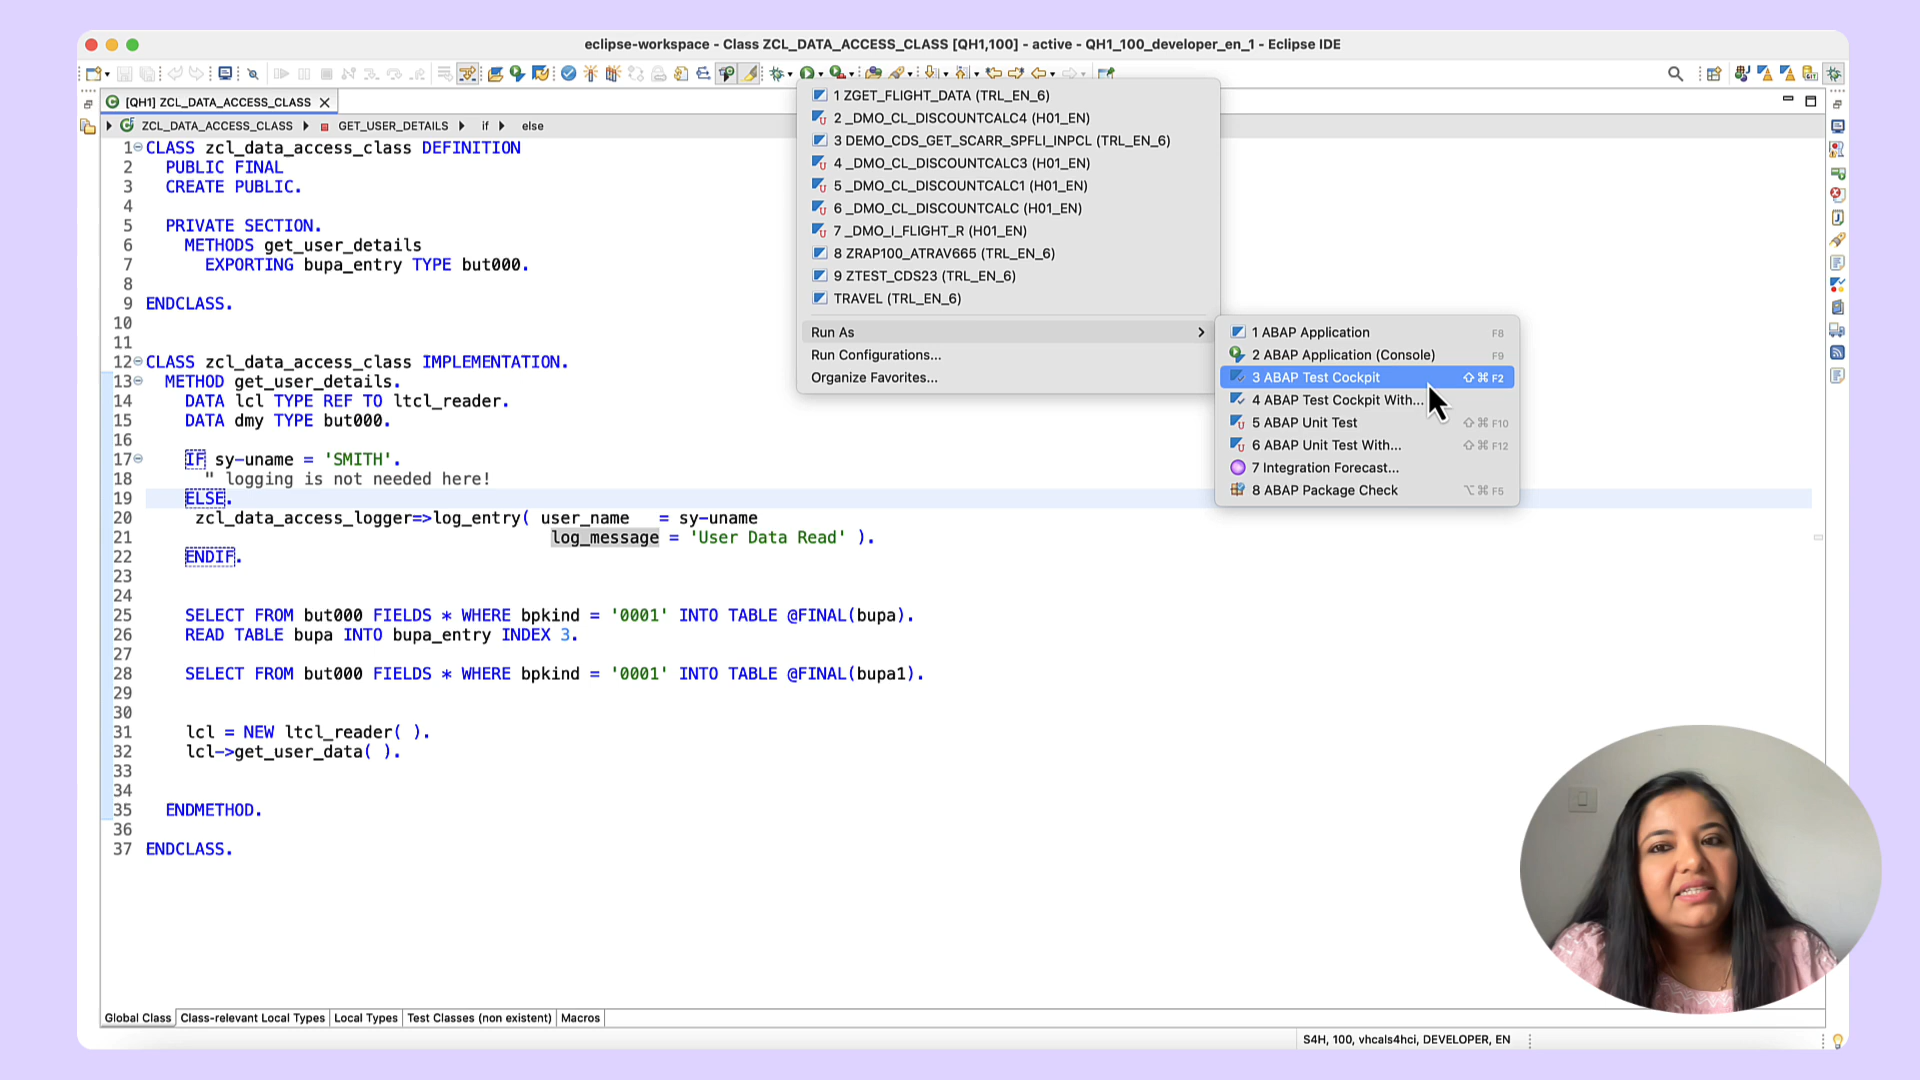 eclipse-workspace - Class ZCL_DATA_ACCESS_CLASS [QH1,100] - active - QH1_100_developer_en_1 - Eclipse IDE
[QH1] ZCL_DATA_ACCESS_CLASS
ZCL_DATA_ACCESS_CLASS GET_USER_DETAILS if else
1 CLASS zcl_data_access_class DEFINITION
2 PUBLIC FINAL
3 CREATE PUBLIC.
4
5 PRIVATE SECTION.
6 METHODS get_user_details
7 EXPORTING bupa_entry TYPE but000.
8
9 ENDCLASS.
10
11
12 CLASS zcl_data_access_class IMPLEMENTATION.
13 METHOD get_user_details.
14 DATA lcl TYPE REF TO ltcl_reader.
15 DATA dmy TYPE but000.
16
17 IF sy-uname = 'SMITH'.
18 " logging is not needed here!
19 ELSE.
20 zcl_data_access_logger=>log_entry( user_name = sy-uname
21 log_message = 'User Data Read' ).
22 ENDIF.
23
24
25 SELECT FROM but000 FIELDS * WHERE bpkind = '0001' INTO TABLE @FINAL(bupa).
26 READ TABLE bupa INTO bupa_entry INDEX 3.
27
28 SELECT FROM but000 FIELDS * WHERE bpkind = '0001' INTO TABLE @FINAL(bupa1).
29
30
31 lcl = NEW ltcl_reader( ).
32 lcl->get_user_data( ).
33
34
35 ENDMETHOD.
36
37 ENDCLASS.
1 ZGET_FLIGHT_DATA (TRL_EN_6)
2 _DMO_CL_DISCOUNTCALC4 (H01_EN)
3 DEMO_CDS_GET_SCARR_SPFLI_INPCL (TRL_EN_6)
4 _DMO_CL_DISCOUNTCALC3 (H01_EN)
5 _DMO_CL_DISCOUNTCALC1 (H01_EN)
6 _DMO_CL_DISCOUNTCALC (H01_EN)
7 _DMO_I_FLIGHT_R (H01_EN)
8 ZRAP100_ATRAV665 (TRL_EN_6)
9 ZTEST_CDS23 (TRL_EN_6)
TRAVEL (TRL_EN_6)
Run As
Run Configurations...
Organize Favorites...
1 ABAP Application F8
2 ABAP Application (Console) F9
3 ABAP Test Cockpit ⇧⌘F2
4 ABAP Test Cockpit With...
5 ABAP Unit Test ⇧⌘F10
6 ABAP Unit Test With... ⇧⌘F12
7 Integration Forecast...
8 ABAP Package Check ⌥⌘F5
Global Class Class-relevant Local Types Local Types Test Classes (non existent) Macros
S4H, 100, vhcals4hci, DEVELOPER, EN